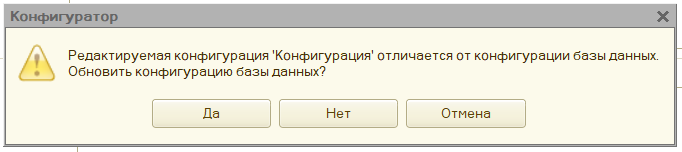 Конфигуратор
Редактируемая конфигурация 'Конфигурация' отличается от конфигурации базы данных.
Обновить конфигурацию базы данных?
Да
Нет
Отмена